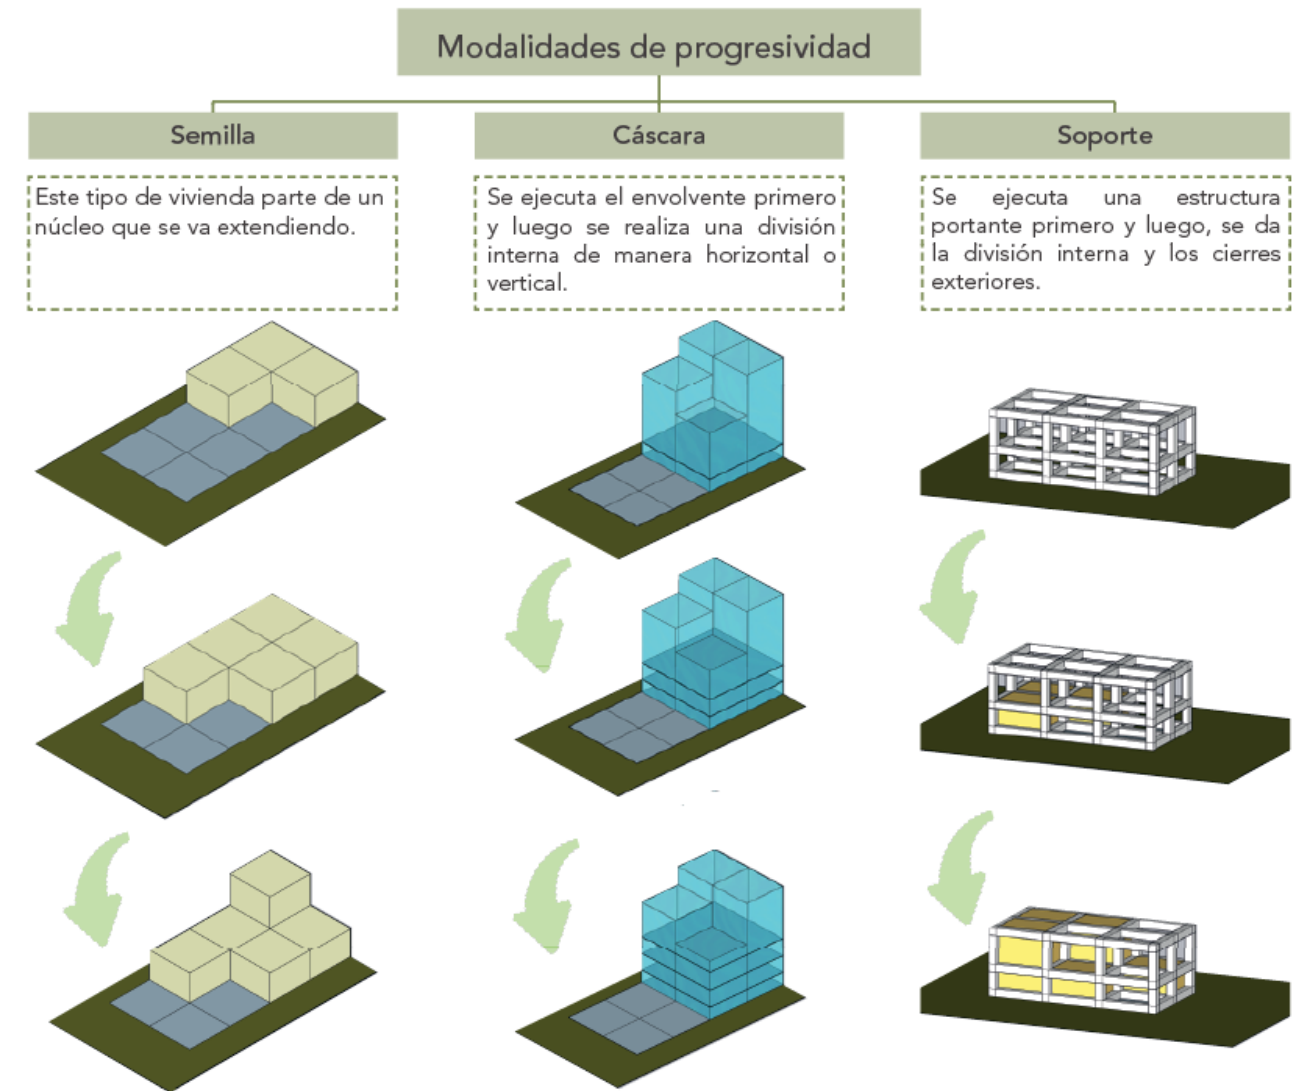 Modalidades de progresividad
Semilla
Este tipo de vivienda parte de un
núcleo que se va extendiendo.
Cáscara
Se ejecuta el envolvente primero
y luego se realiza una división
interna de manera horizontal o
vertical.
Soporte
Se ejecuta una estructura
portante primero y luego, se da
la división interna y los cierres
exteriores.